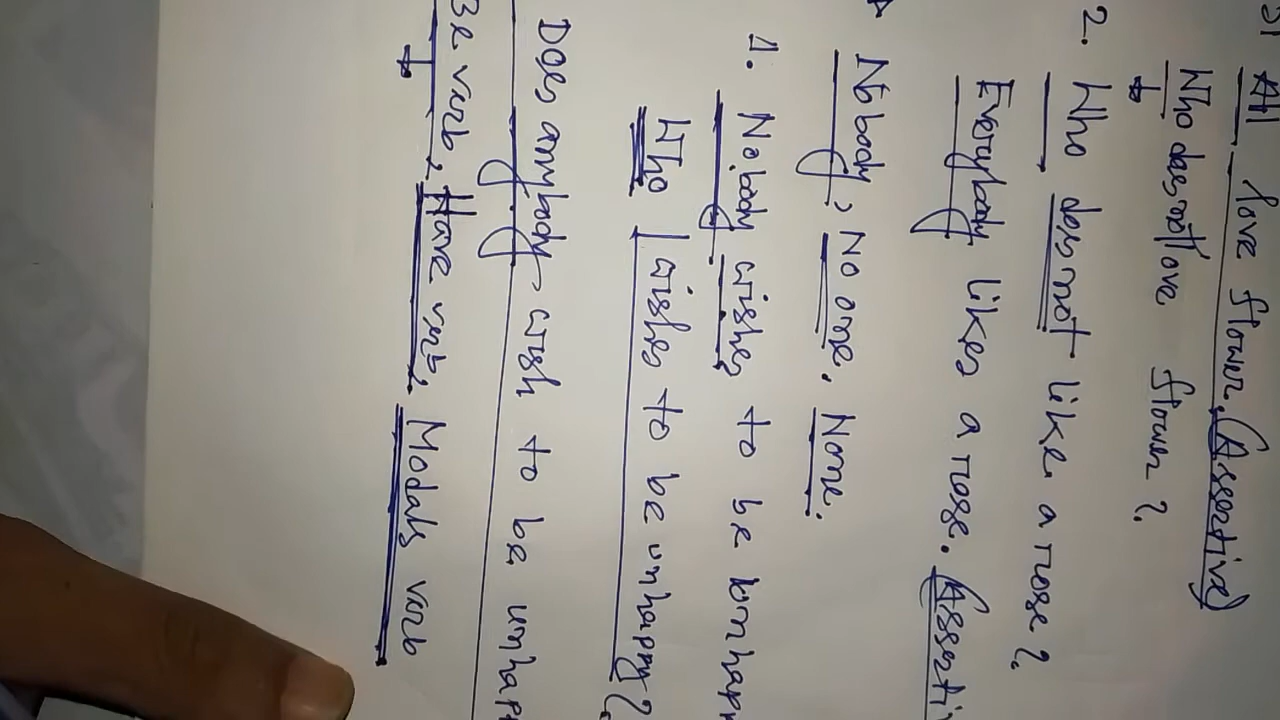 All love flower. (Assertive)
Who does not love flower?
2. Who does not like a rose?
Everybody likes a rose. (Asserti
Nobody, No one. None.
1. Nobody wishes to be unhap
Who wishes to be unhappy?
Does anybody wish to be unhap
Be verb, Have verb, Modals verb